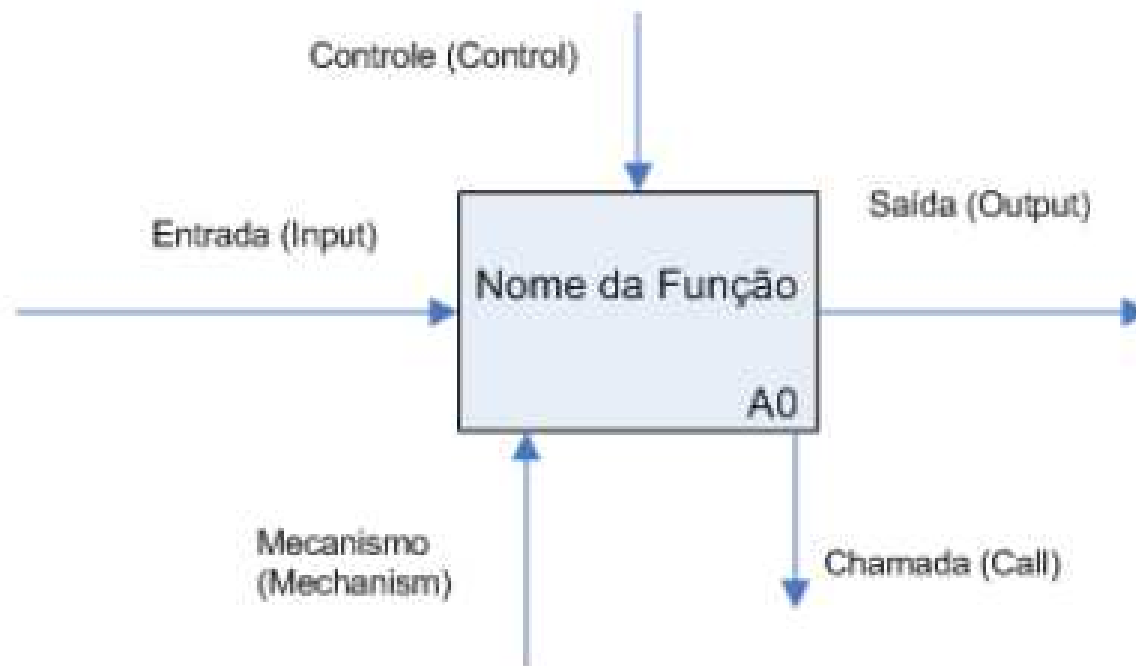 Controle (Control)
Entrada (Input)
Saída (Output)
Nome da Função
A0
Mecanismo
(Mechanism)
Chamada (Call)